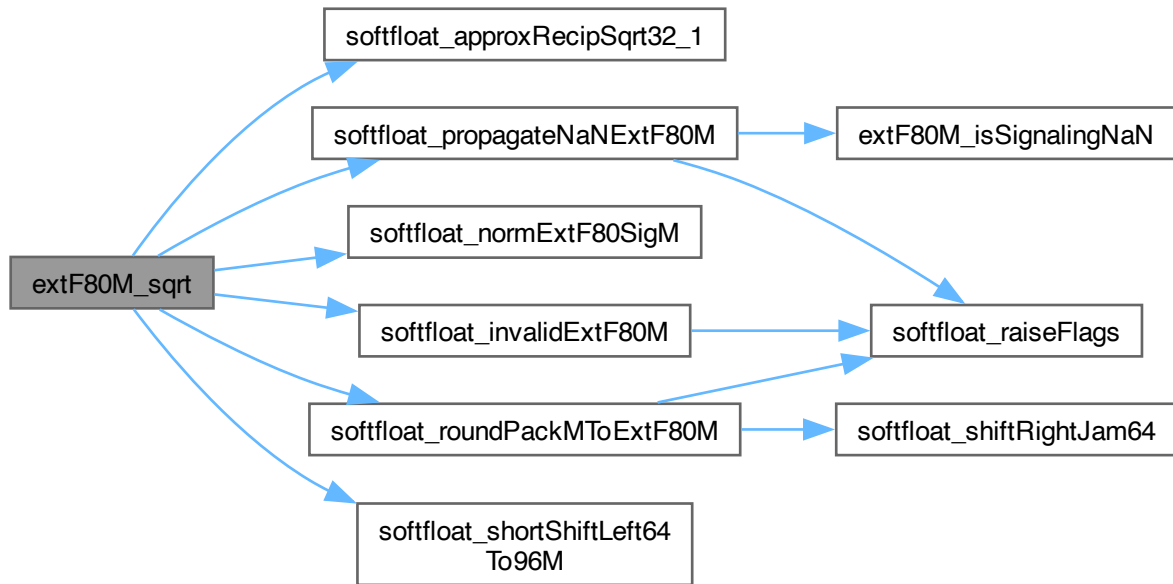 softfloat_approxRecipSqrt32_1
softfloat_propagateNaNExtF80M
extF80M_isSignalingNaN
softfloat_normExtF80SigM
extF80M_sqrt
softfloat_invalidExtF80M
softfloat_raiseFlags
softfloat_roundPackMToExtF80M
softfloat_shiftRightJam64
softfloat_shortShiftLeft64
To96M